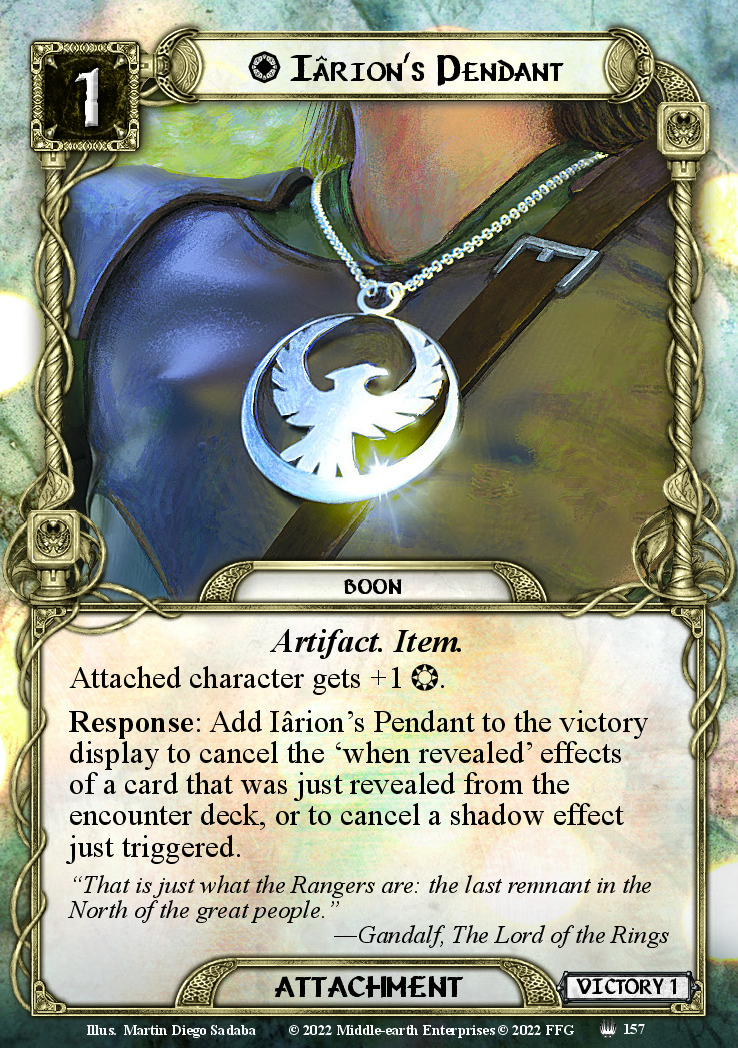 1
IÂRION'S PENDANT
BOON
Artifact. Item.
Attached character gets +1 .
Response: Add Iârion's Pendant to the victory
display to cancel the ‘when revealed’ effects
of a card that was just revealed from the
encounter deck, or to cancel a shadow effect
just triggered.
“That is just what the Rangers are: the last remnant in the
North of the great people.”
—Gandalf, The Lord of the Rings
ATTACHMENT
VICTORY 1
Illus. Martin Diego Sadaba © 2022 Middle-earth Enterprises © 2022 FFG 157